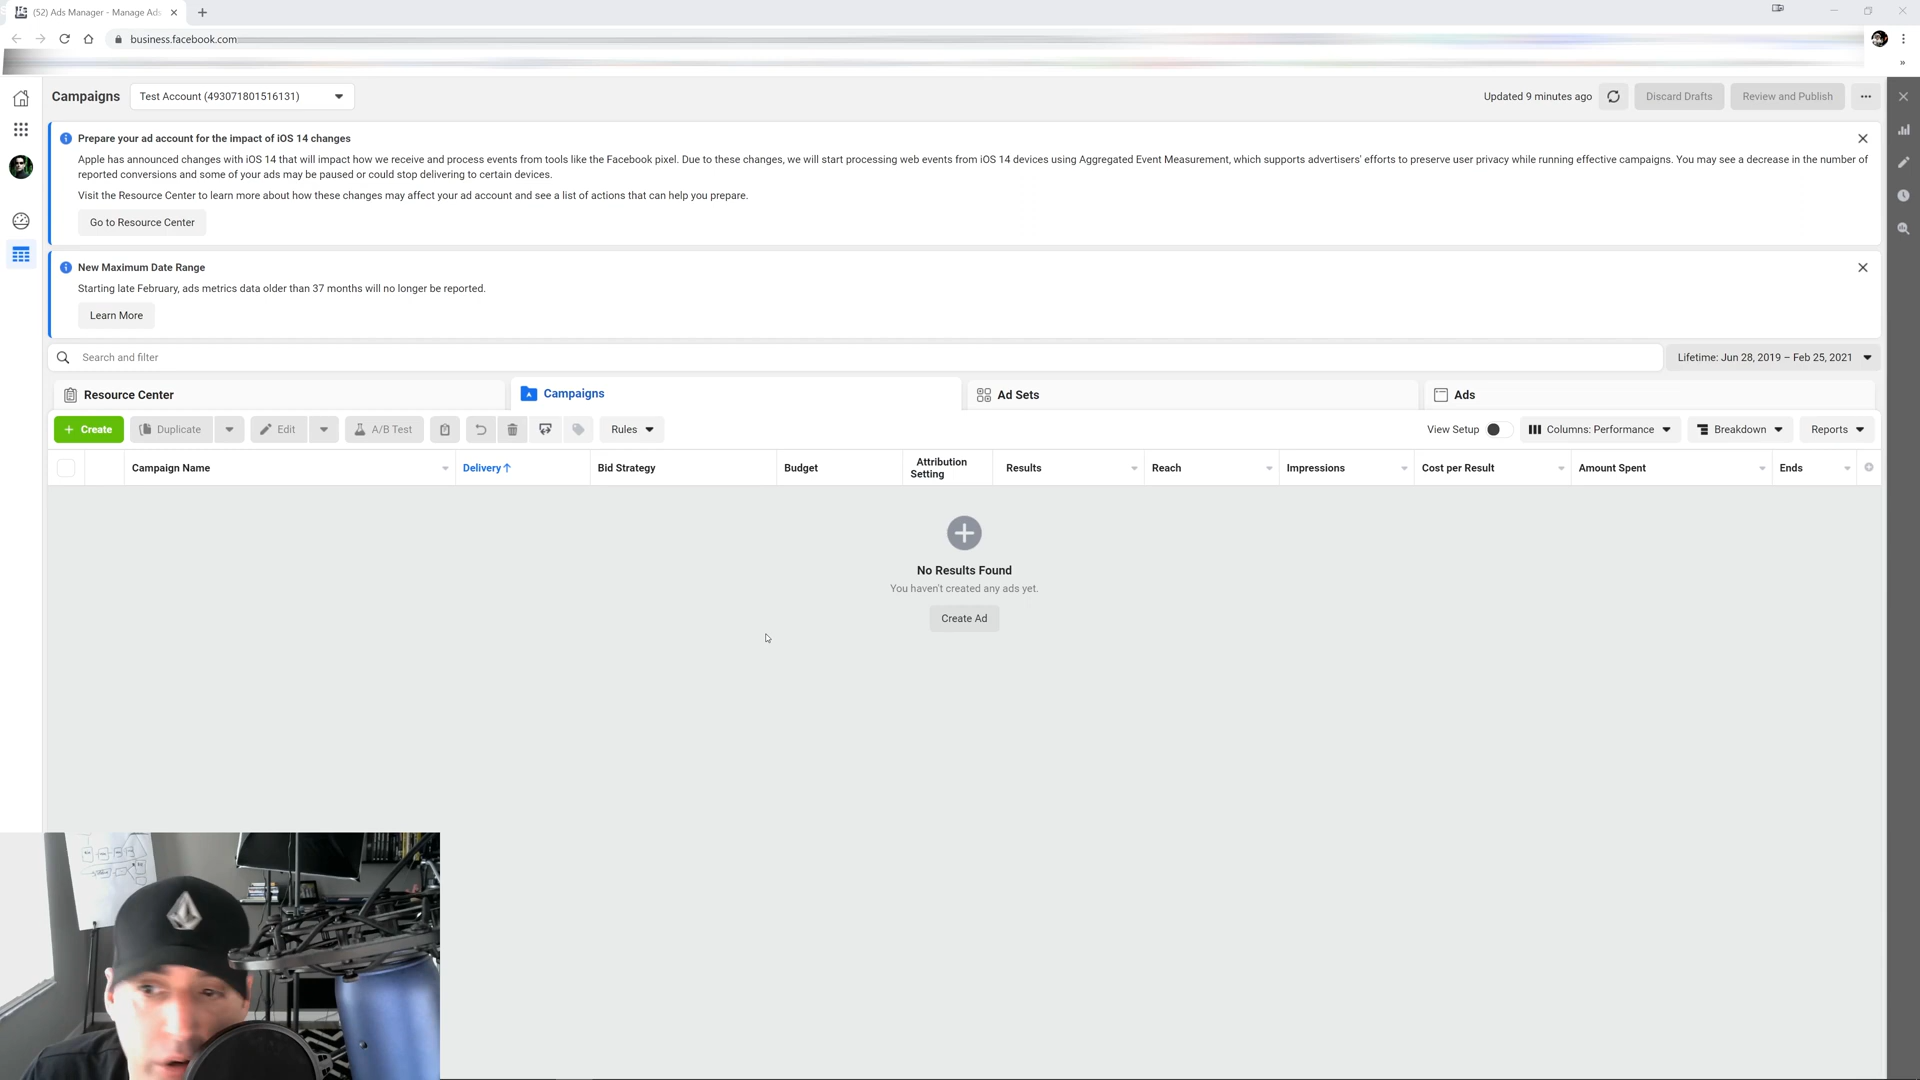 (52) Ads Manager - Manage Ads
business.facebook.com
Campaigns
Test Account (493071801516131)
Updated 9 minutes ago
Discard Drafts
Review and Publish
Prepare your ad account for the impact of iOS 14 changes
Apple has announced changes with iOS 14 that will impact how we receive and process events from tools like the Facebook pixel. Due to these changes, we will start processing web events from iOS 14 devices using Aggregated Event Measurement, which supports advertisers' efforts to preserve user privacy while running effective campaigns. You may see a decrease in the number of
reported conversions and some of your ads may be paused or could stop delivering to certain devices.
Visit the Resource Center to learn more about how these changes may affect your ad account and see a list of actions that can help you prepare.
Go to Resource Center
New Maximum Date Range
Starting late February, ads metrics data older than 37 months will no longer be reported.
Learn More
Search and filter
Lifetime: Jun 28, 2019 – Feb 25, 2021
Resource Center
Campaigns
Ad Sets
Ads
+ Create
Duplicate
Edit
A/B Test
Rules
View Setup
Columns: Performance
Breakdown
Reports
Campaign Name
Delivery ↑
Bid Strategy
Budget
Attribution
Setting
Results
Reach
Impressions
Cost per Result
Amount Spent
Ends
No Results Found
You haven't created any ads yet.
Create Ad